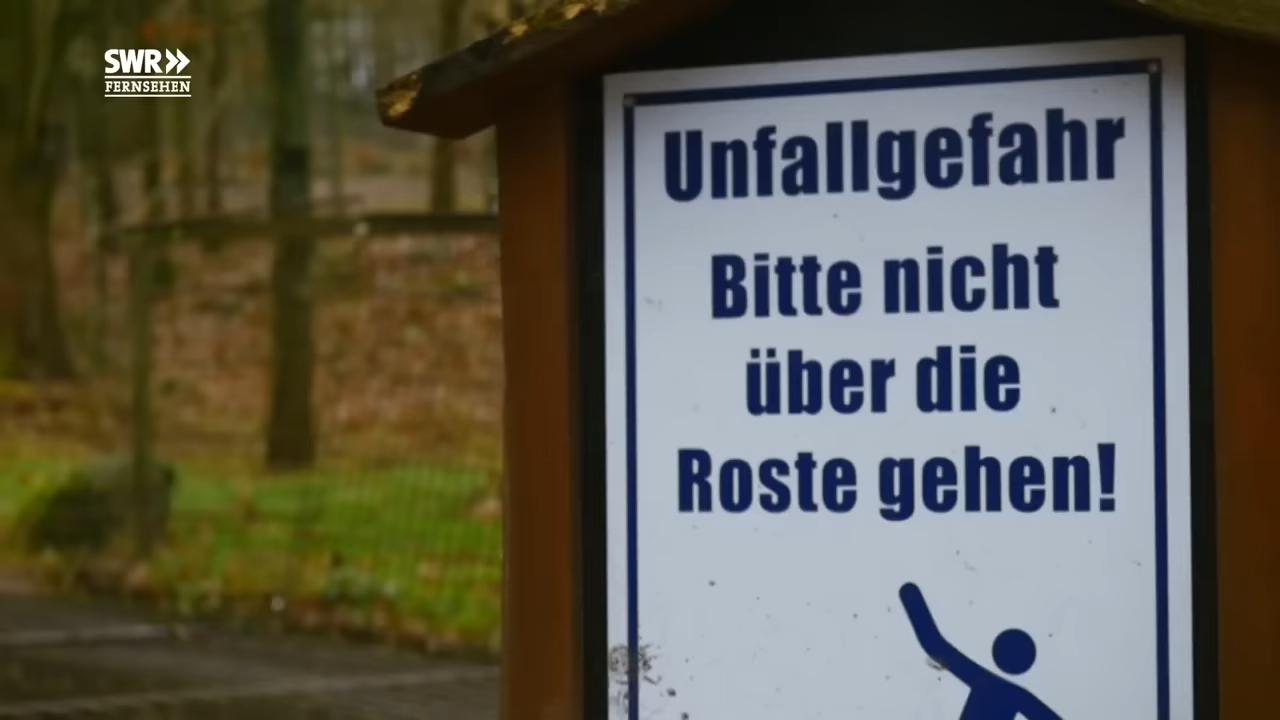 SWR
FERNSEHEN
Unfallgefahr
Bitte nicht
über die
Roste gehen!